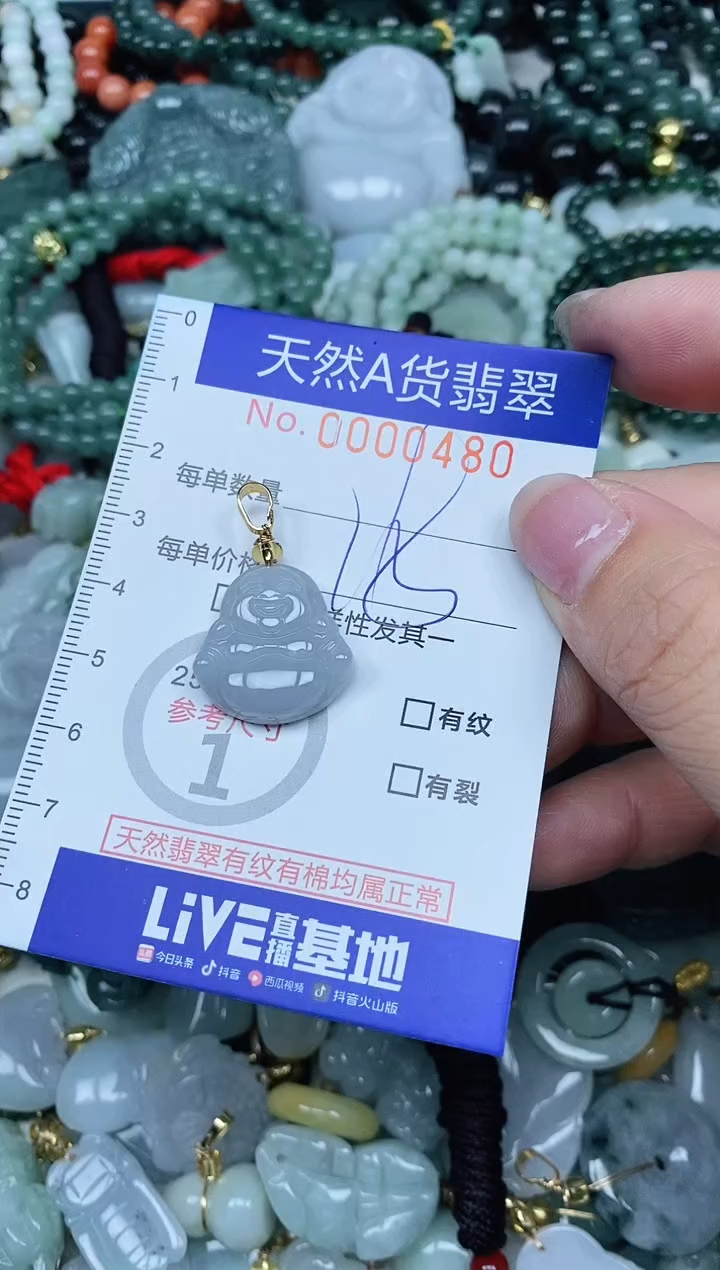 0
天然A货翡翠
1
No. 0000480
2
每单数量
3
每单价格
4
样性发其一
5
25
参考尺寸
1
有纹
6
有裂
7
天然翡翠有纹有棉均属正常
8
LiVE直播基地
今日头条 抖音 西瓜视频 抖音火山版